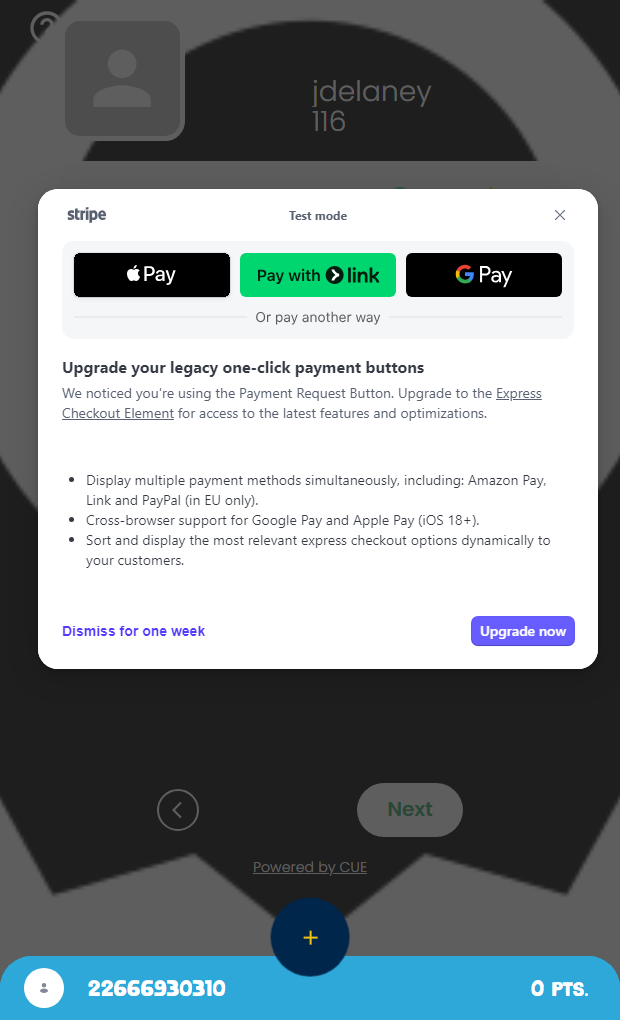 jdelaney
116
stripe
Test mode
Pay
Pay with link
G Pay
Or pay another way
Upgrade your legacy one-click payment buttons
We noticed you're using the Payment Request Button. Upgrade to the Express
Checkout Element for access to the latest features and optimizations.
• Display multiple payment methods simultaneously, including: Amazon Pay,
Link and PayPal (in EU only).
• Cross-browser support for Google Pay and Apple Pay (iOS 18+).
• Sort and display the most relevant express checkout options dynamically to
your customers.
Dismiss for one week
Upgrade now
Next
Powered by CUE
+
22666930310
0 PTS.